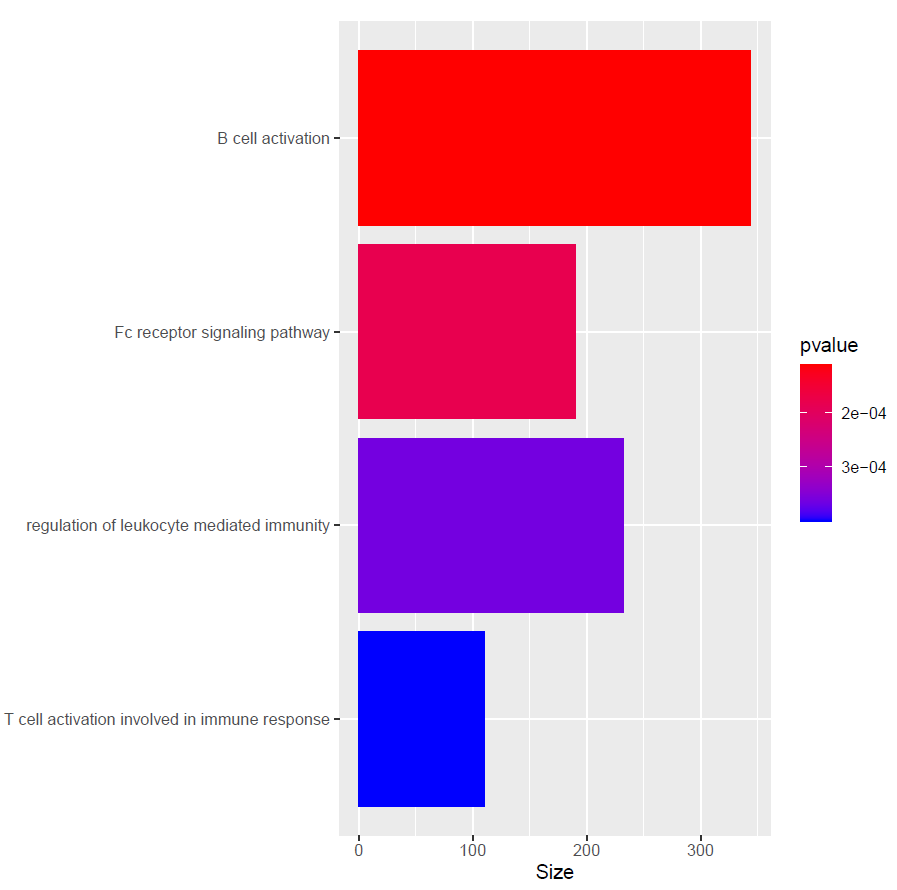 B cell activation
Fc receptor signaling pathway
regulation of leukocyte mediated immunity
T cell activation involved in immune response
0 100 200 300
Size
pvalue
2e−04
3e−04